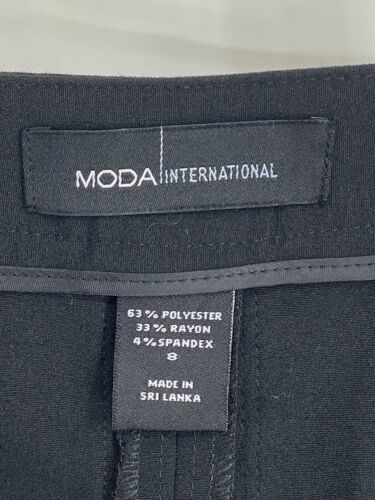 MODA INTERNATIONAL
63% POLYESTER
33% RAYON
4% SPANDEX
8
MADE IN
SRI LANKA